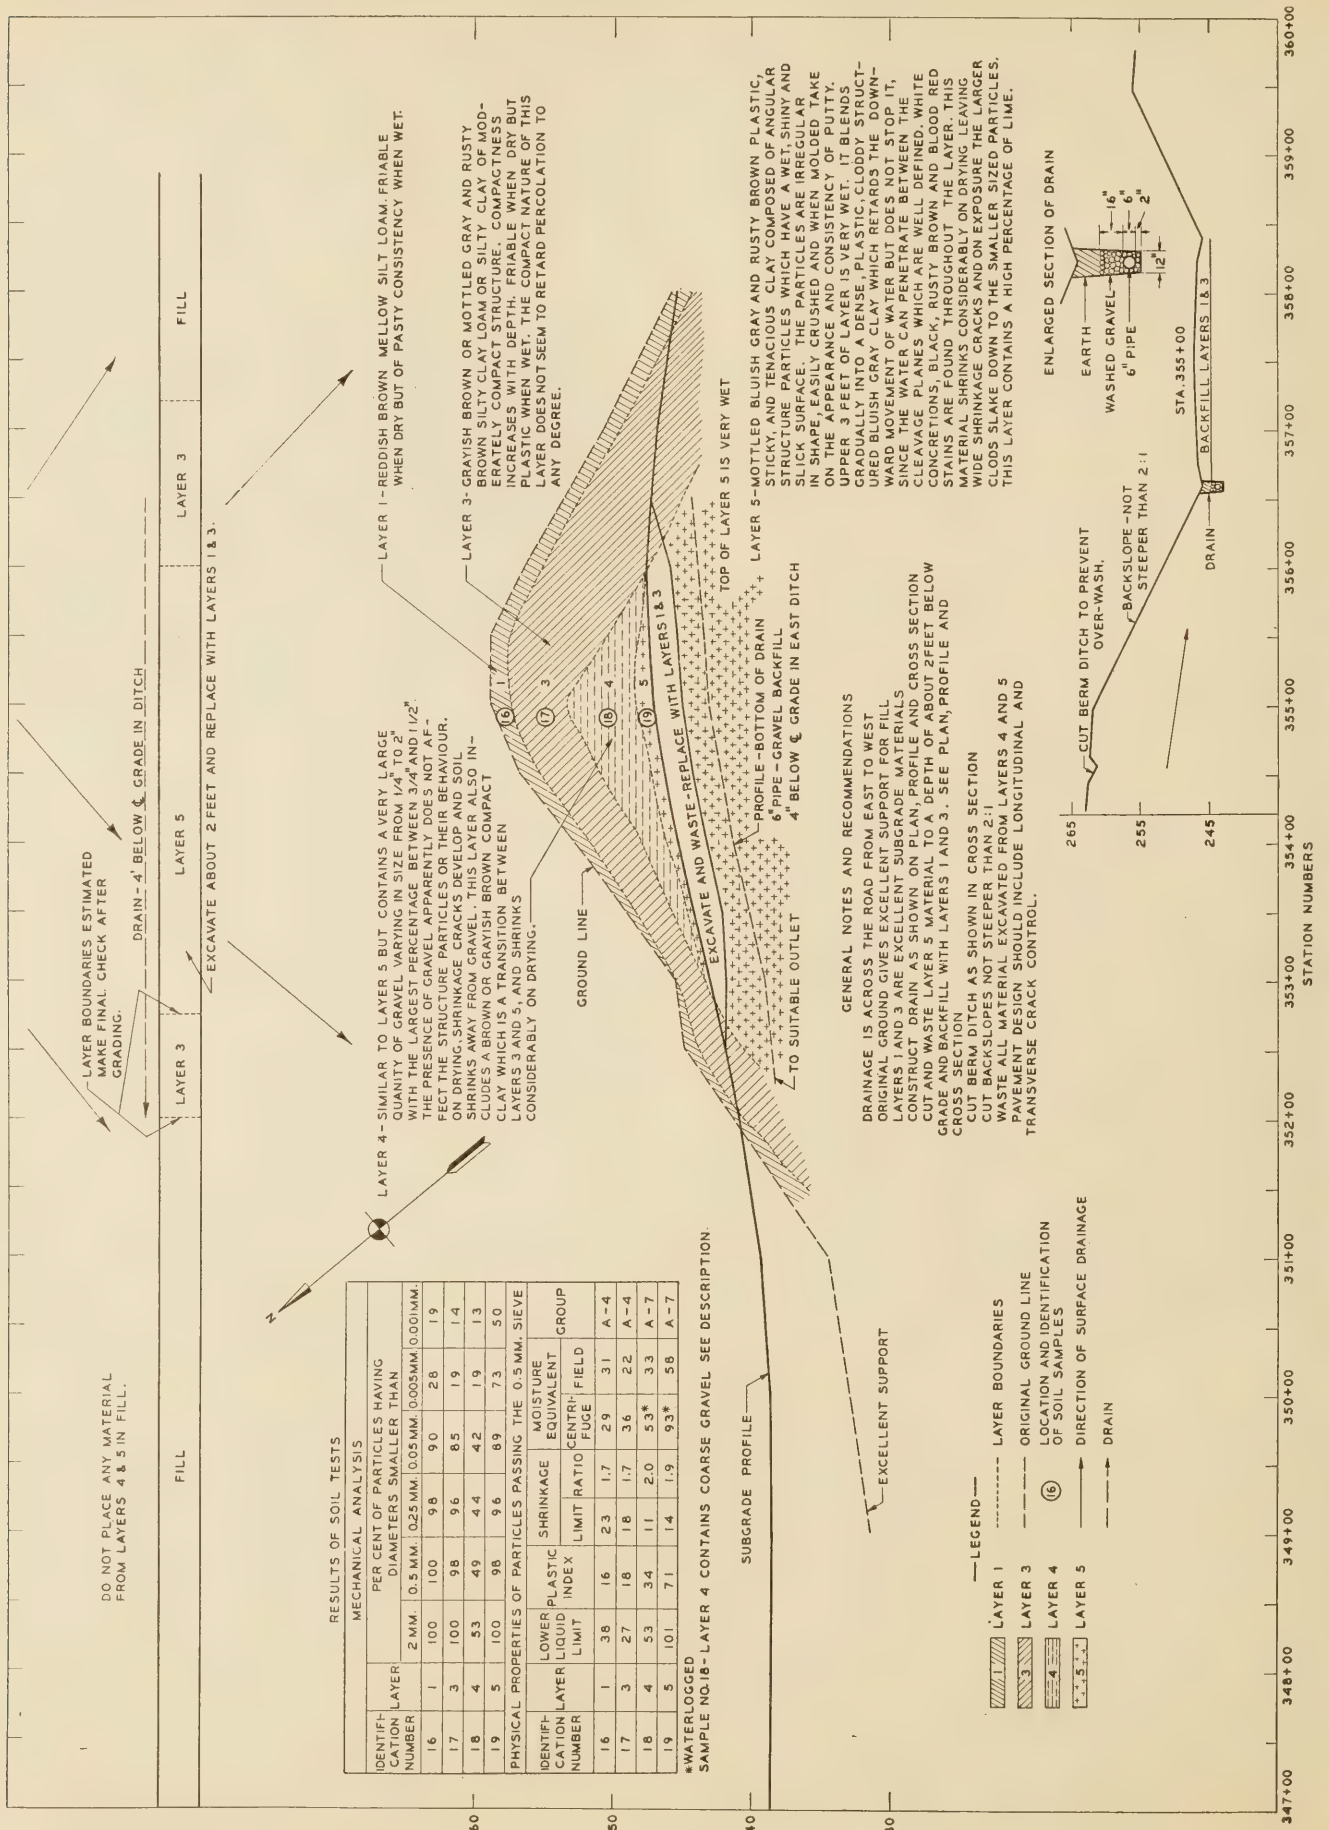 LAYER BOUNDARIES ESTIMATED
MAKE FINAL CHECK AFTER
GRADING.
DO NOT PLACE ANY MATERIAL
FROM LAYERS 4 & 5 IN FILL.
DRAIN - 4' BELOW ℄ GRADE IN DITCH
FILL
LAYER 3
LAYER 5
LAYER 3
FILL
EXCAVATE ABOUT 2 FEET AND REPLACE WITH LAYERS 1 & 3.
N
RESULTS OF SOIL TESTS
MECHANICAL ANALYSIS
IDENTIFI-CATION NUMBER LAYER PER CENT OF PARTICLES HAVING DIAMETERS SMALLER THAN
2 MM. 0.5 MM. 0.25 MM. 0.05 MM. 0.005MM. 0.001MM.
16 1 100 100 98 90 28 19
17 3 100 98 96 85 19 14
18 4 53 49 44 42 19 13
19 5 100 98 96 89 73 50
PHYSICAL PROPERTIES OF PARTICLES PASSING THE 0.5 MM. SIEVE
IDENTIFI-CATION NUMBER LAYER LOWER LIQUID LIMIT PLASTIC INDEX SHRINKAGE MOISTURE EQUIVALENT GROUP
LIMIT RATIO CENTRI-FUGE FIELD
16 1 38 16 23 1.7 29 31 A-4
17 3 27 18 18 1.7 36 22 A-4
18 4 53 34 11 2.0 53* 33 A-7
19 5 101 71 14 1.9 93* 58 A-7
*WATERLOGGED
SAMPLE NO.18 - LAYER 4 CONTAINS COARSE GRAVEL SEE DESCRIPTION.
LAYER 4 - SIMILAR TO LAYER 5 BUT CONTAINS A VERY LARGE
QUANTITY OF GRAVEL VARYING IN SIZE FROM 1/4" TO 2"
WITH THE LARGEST PERCENTAGE BETWEEN 3/4" AND 1 1/2".
THE PRESENCE OF GRAVEL APPARENTLY DOES NOT AF-
FECT THE STRUCTURE PARTICLES OR THEIR BEHAVIOUR.
ON DRYING, SHRINKAGE CRACKS DEVELOP AND SOIL
SHRINKS AWAY FROM GRAVEL. THIS LAYER ALSO IN-
CLUDES A BROWN OR GRAYISH BROWN COMPACT
CLAY WHICH IS A TRANSITION BETWEEN
LAYERS 3 AND 5, AND SHRINKS
CONSIDERABLY ON DRYING.
LAYER 1 - REDDISH BROWN MELLOW SILT LOAM. FRIABLE
WHEN DRY BUT OF PASTY CONSISTENCY WHEN WET.
LAYER 3 - GRAYISH BROWN OR MOTTLED GRAY AND RUSTY
BROWN SILTY CLAY LOAM OR SILTY CLAY OF MOD-
ERATELY COMPACT STRUCTURE. COMPACTNESS
INCREASES WITH DEPTH. FRIABLE WHEN DRY BUT
PLASTIC WHEN WET. THE COMPACT NATURE OF THIS
LAYER DOES NOT SEEM TO RETARD PERCOLATION TO
ANY DEGREE.
GROUND LINE
16 1
17 3
18 4
19 5
EXCAVATE AND WASTE-REPLACE WITH LAYERS 1 & 3
TOP OF LAYER 5 IS VERY WET
PROFILE-BOTTOM OF DRAIN
6" PIPE-GRAVEL BACKFILL
4" BELOW ℄ GRADE IN EAST DITCH
TO SUITABLE OUTLET
LAYER 5-MOTTLED BLUISH GRAY AND RUSTY BROWN PLASTIC,
STICKY, AND TENACIOUS CLAY COMPOSED OF ANGULAR
STRUCTURE PARTICLES WHICH HAVE A WET, SHINY AND
SLICK SURFACE. THE PARTICLES ARE IRREGULAR
IN SHAPE, EASILY CRUSHED AND WHEN MOLDED TAKE
ON THE APPEARANCE AND CONSISTENCY OF PUTTY.
UPPER 3 FEET OF LAYER IS VERY WET. IT BLENDS
GRADUALLY INTO A DENSE, PLASTIC, CLODDY STRUCT-
URED BLUISH GRAY CLAY WHICH RETARDS THE DOWN-
WARD MOVEMENT OF WATER BUT DOES NOT STOP IT,
SINCE THE WATER CAN PENETRATE BETWEEN THE
CLEAVAGE PLANES WHICH ARE WELL DEFINED. WHITE
CONCRETIONS, BLACK, RUSTY BROWN AND BLOOD RED
STAINS ARE FOUND THROUGHOUT THE LAYER. THIS
MATERIAL SHRINKS CONSIDERABLY ON DRYING LEAVING
WIDE SHRINKAGE CRACKS AND ON EXPOSURE THE LARGER
CLODS SLAKE DOWN TO THE SMALLER SIZED PARTICLES.
THIS LAYER CONTAINS A HIGH PERCENTAGE OF LIME.
SUBGRADE PROFILE
EXCELLENT SUPPORT
GENERAL NOTES AND RECOMMENDATIONS
DRAINAGE IS ACROSS THE ROAD FROM EAST TO WEST
ORIGINAL GROUND GIVES EXCELLENT SUPPORT FOR FILL
LAYERS 1 AND 3 ARE EXCELLENT SUBGRADE MATERIALS
CONSTRUCT DRAIN AS SHOWN ON PLAN, PROFILE AND CROSS SECTION
CUT AND WASTE LAYER 5 MATERIAL TO A DEPTH OF ABOUT 2 FEET BELOW
GRADE AND BACKFILL WITH LAYERS 1 AND 3. SEE PLAN, PROFILE AND
CROSS SECTION
CUT BERM DITCH AS SHOWN IN CROSS SECTION
CUT BACKSLOPES NOT STEEPER THAN 2:1
WASTE ALL MATERIAL EXCAVATED FROM LAYERS 4 AND 5
PAVEMENT DESIGN SHOULD INCLUDE LONGITUDINAL AND
TRANSVERSE CRACK CONTROL.
LEGEND
1 LAYER 1
3 LAYER 3
4 LAYER 4
5 LAYER 5
LAYER BOUNDARIES
ORIGINAL GROUND LINE
16 LOCATION AND IDENTIFICATION
OF SOIL SAMPLES
DIRECTION OF SURFACE DRAINAGE
DRAIN
ENLARGED SECTION OF DRAIN
EARTH
WASHED GRAVEL
6" PIPE
16"
6"
2"
12"
STA. 355+00
CUT BERM DITCH TO PREVENT
OVER-WASH.
BACKSLOPE-NOT
STEEPER THAN 2:1
DRAIN
BACKFILL LAYERS 1 & 3
265
255
245
347+00 348+00 349+00 350+00 351+00 352+00 353+00 354+00 355+00 356+00 357+00 358+00 359+00 360+00
STATION NUMBERS